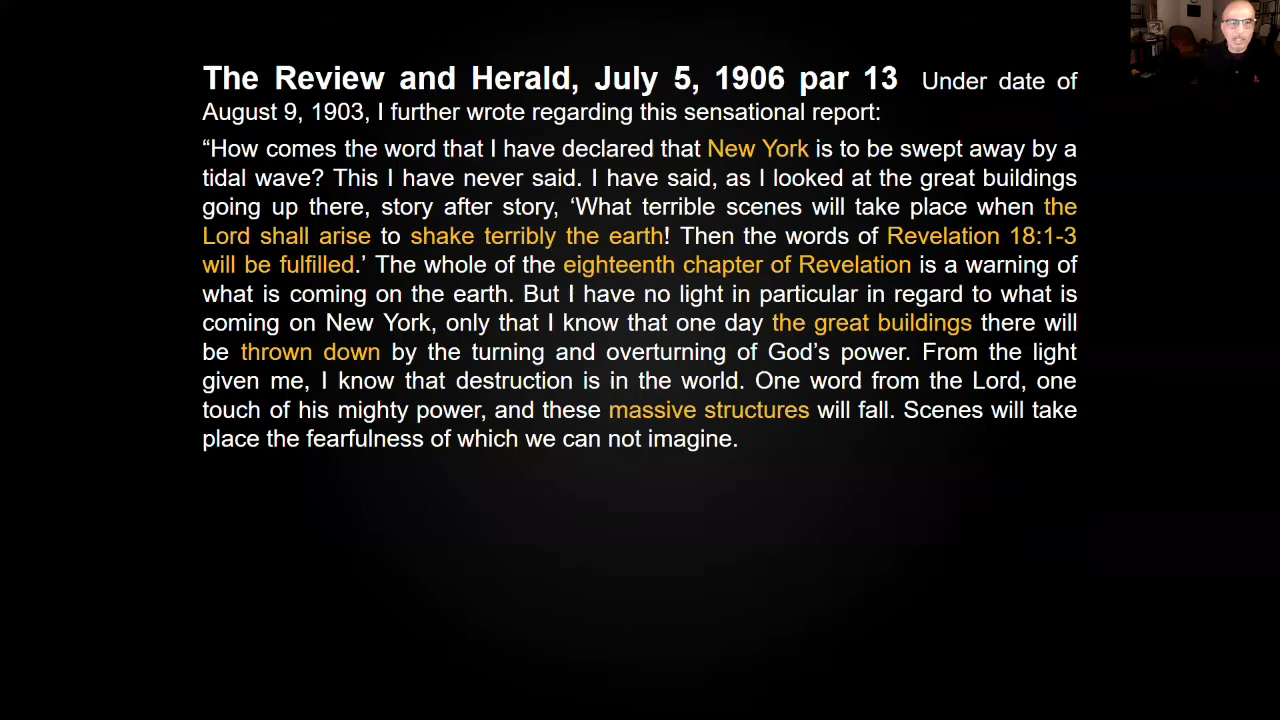 The Review and Herald, July 5, 1906 par 13 Under date of
August 9, 1903, I further wrote regarding this sensational report:
“How comes the word that I have declared that New York is to be swept away by a
tidal wave? This I have never said. I have said, as I looked at the great buildings
going up there, story after story, ‘What terrible scenes will take place when the
Lord shall arise to shake terribly the earth! Then the words of Revelation 18:1-3
will be fulfilled.’ The whole of the eighteenth chapter of Revelation is a warning of
what is coming on the earth. But I have no light in particular in regard to what is
coming on New York, only that I know that one day the great buildings there will
be thrown down by the turning and overturning of God’s power. From the light
given me, I know that destruction is in the world. One word from the Lord, one
touch of his mighty power, and these massive structures will fall. Scenes will take
place the fearfulness of which we can not imagine.